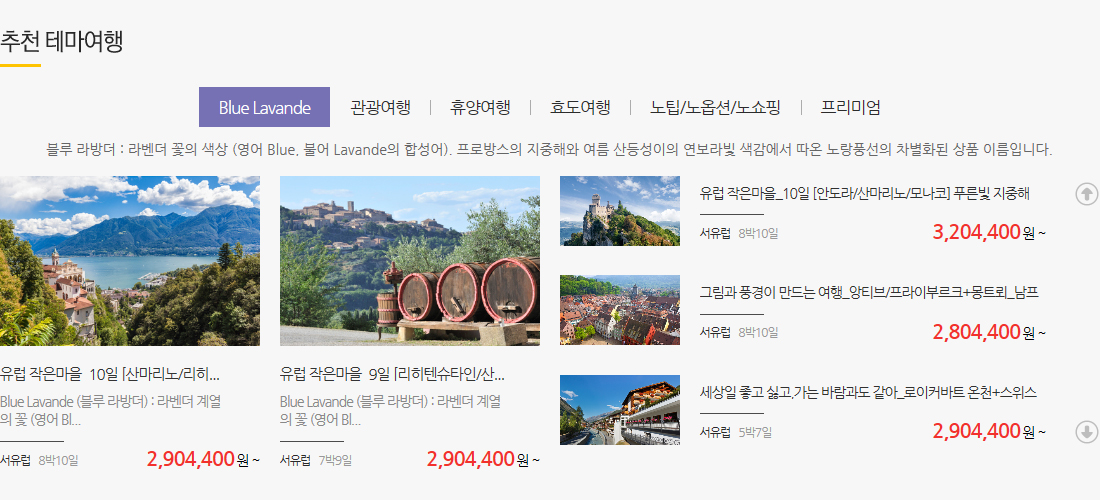 추천 테마여행
Blue Lavande
관광여행
휴양여행
효도여행
노팁/노옵션/노쇼핑
프리미엄
블루 라방더 : 라벤더 꽃의 색상 (영어 Blue, 불어 Lavande의 합성어). 프로방스의 지중해와 여름 산등성이의 연보라빛 색감에서 따온 노랑풍선의 차별화된 상품 이름입니다.
유럽 작은마을_10일 [산마리노/리히...
Blue Lavande (블루 라방더) : 라벤더 계열
의 꽃 (영어 Bl...
서유럽 8박10일 2,904,400원 ~
유럽 작은마을_9일 [리히텐슈타인/산...
Blue Lavande (블루 라방더) : 라벤더 계열
의 꽃 (영어 Bl...
서유럽 7박9일 2,904,400원 ~
유럽 작은마을_10일 [안도라/산마리노/모나코] 푸른빛 지중해
서유럽 8박10일 3,204,400원 ~
그림과 풍경이 만드는 여행_앙티브/프라이부르크+몽트뢰_남프
서유럽 8박10일 2,804,400원 ~
세상일 좋고 싫고,가는 바람과도 같아_로이커바트 온천+스위스
서유럽 5박7일 2,904,400원 ~